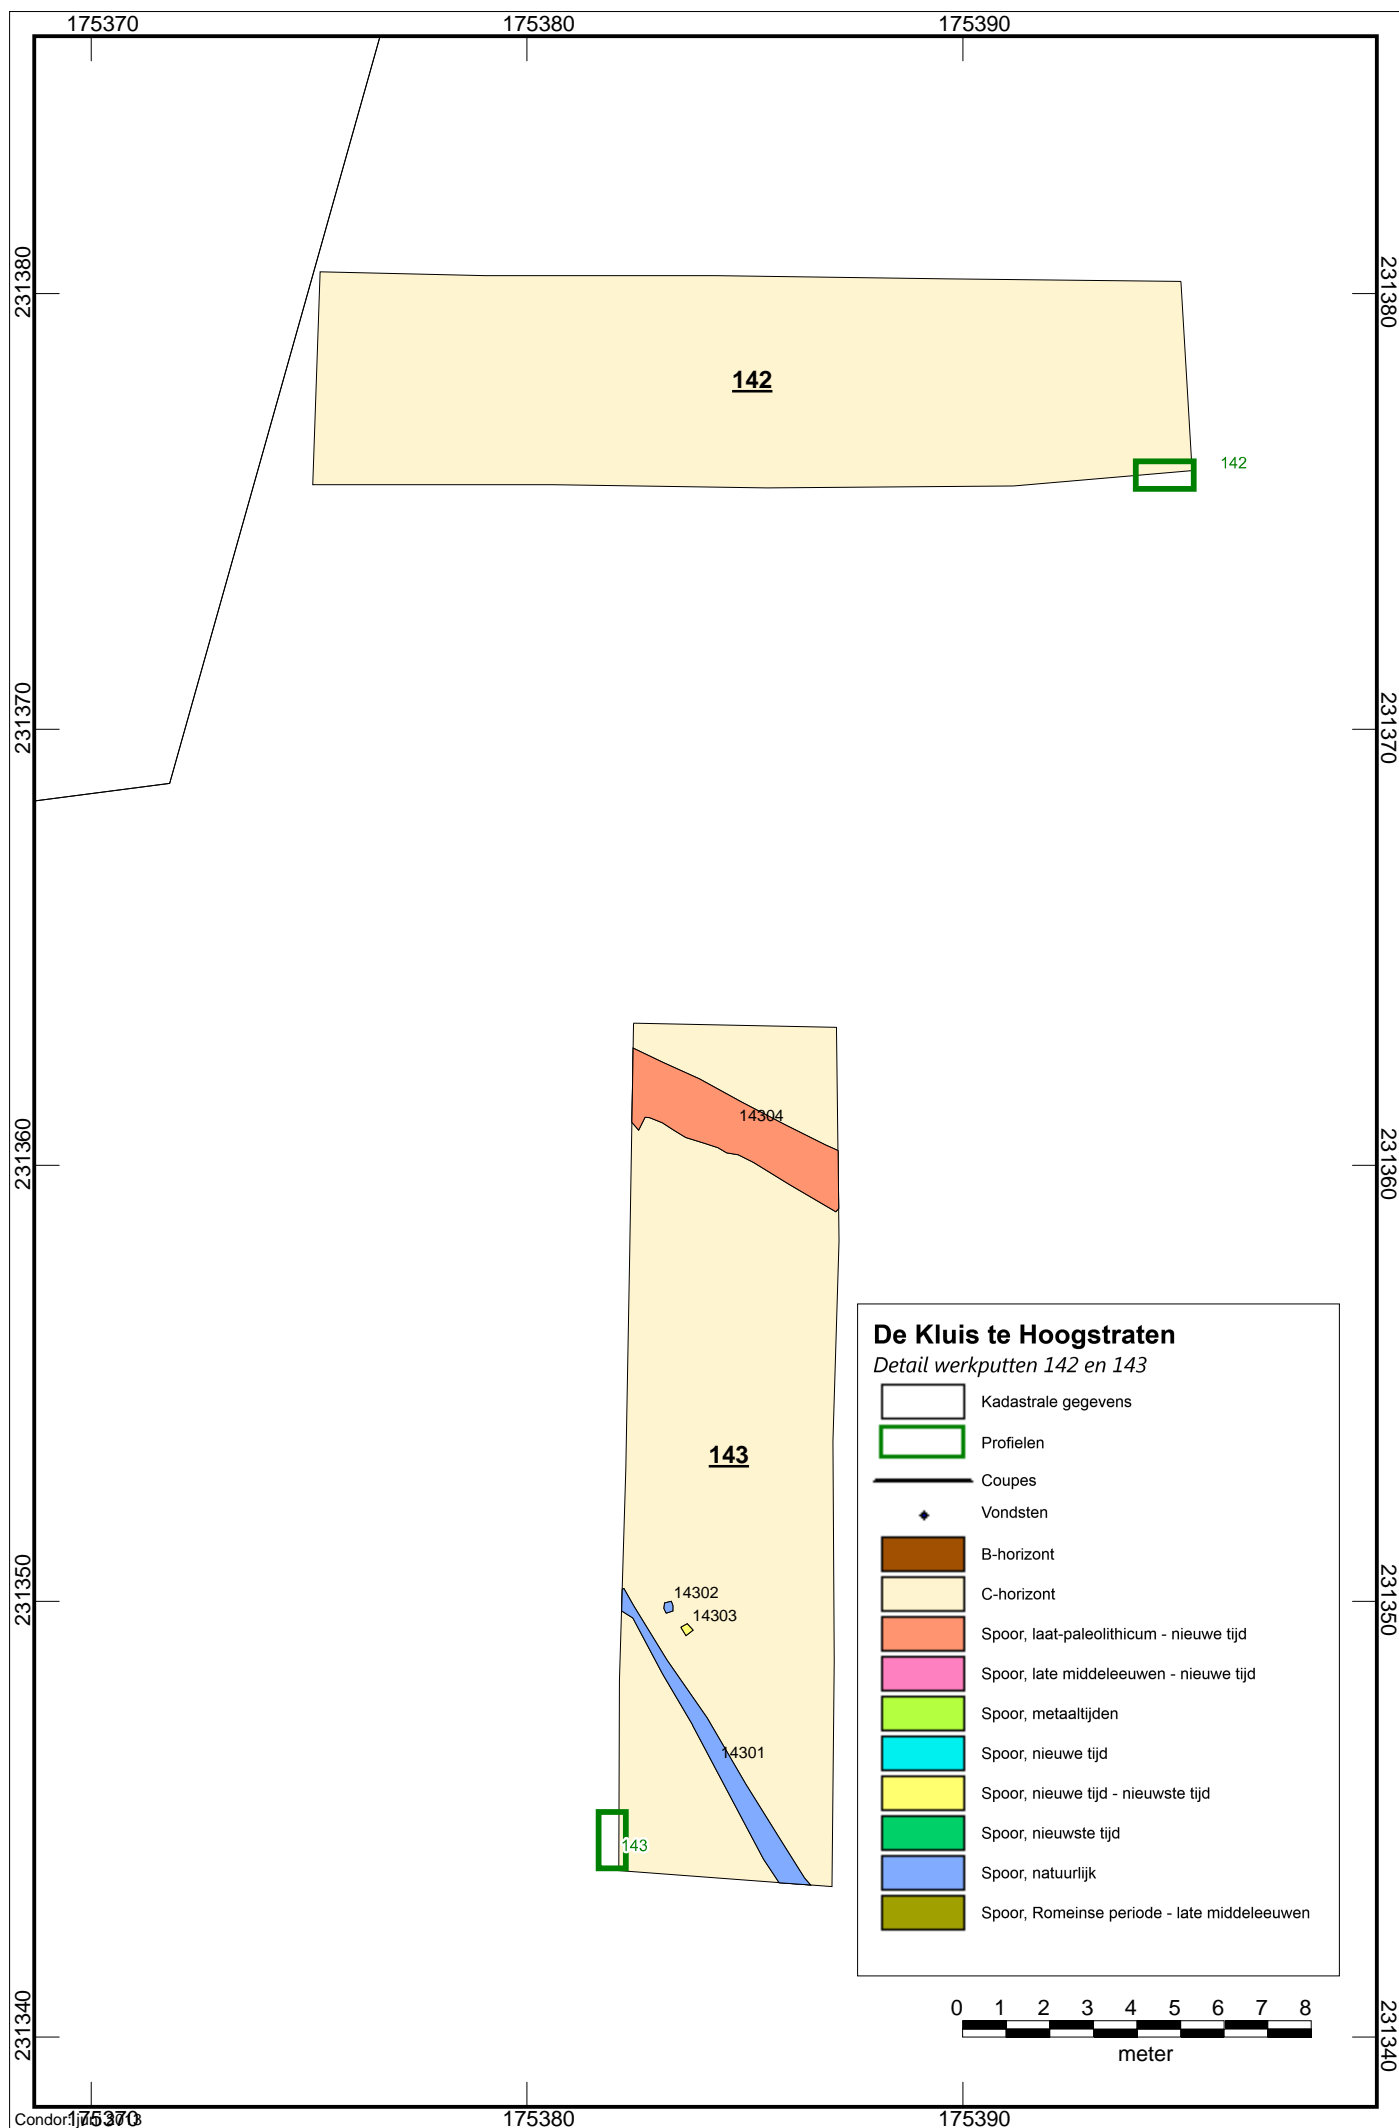 175370 175380 175390
231380 231380
142
142
231370 231370
14304
231360 231360
De Kluis te Hoogstraten
Detail werkputten 142 en 143
Kadastrale gegevens
Profielen
Coupes
Vondsten
B-horizont
C-horizont
Spoor, laat-paleolithicum - nieuwe tijd
Spoor, late middeleeuwen - nieuwe tijd
Spoor, metaaltijden
Spoor, nieuwe tijd
Spoor, nieuwe tijd - nieuwste tijd
Spoor, nieuwste tijd
Spoor, natuurlijk
Spoor, Romeinse periode - late middeleeuwen
143
231350 231350
14302
14303
14301
143
0 1 2 3 4 5 6 7 8
meter
231340 231340
175370 175380 175390
Condor